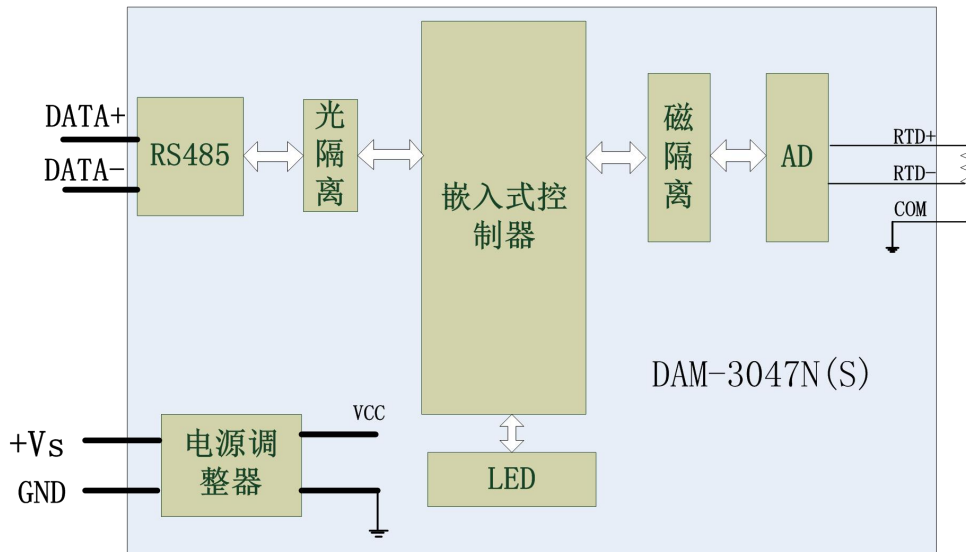 DATA+
DATA-
RS485
光
隔
离
嵌入式控
制器
磁
隔
离
AD
RTD+
RTD-
COM
DAM-3047N(S)
+Vs
GND
电源调
整器
VCC
LED